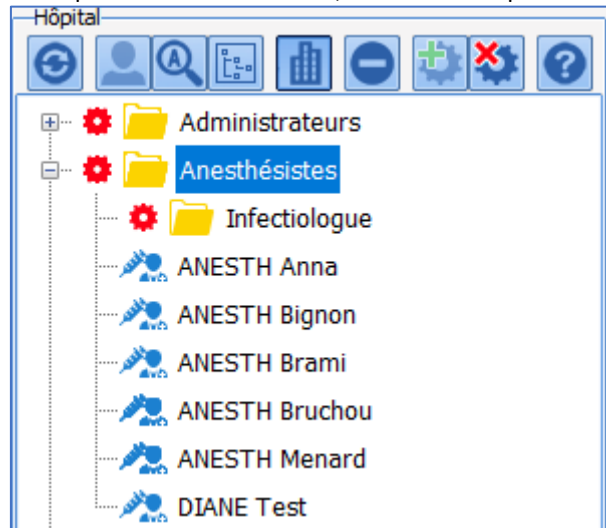 Hôpital
Administrateurs
Anesthésistes
Infectiologue
ANESTH Anna
ANESTH Bignon
ANESTH Brami
ANESTH Bruchou
ANESTH Menard
DIANE Test